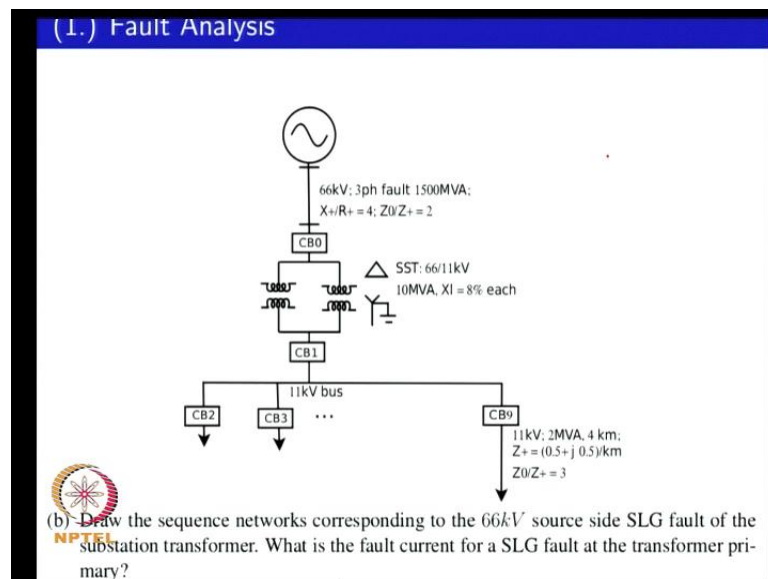 (1.) Fault Analysis
66kV; 3ph fault 1500MVA;
X+/R+ = 4; Z0/Z+ = 2
CB0
SST: 66/11kV
10MVA, Xl = 8% each
CB1
11kV bus
CB2
CB3
...
CB9
11kV; 2MVA, 4 km;
Z+ = (0.5+j 0.5)/km
Z0/Z+ = 3
(b) Draw the sequence networks corresponding to the 66kV source side SLG fault of the
NPTEL
substation transformer. What is the fault current for a SLG fault at the transformer pri-
mary?